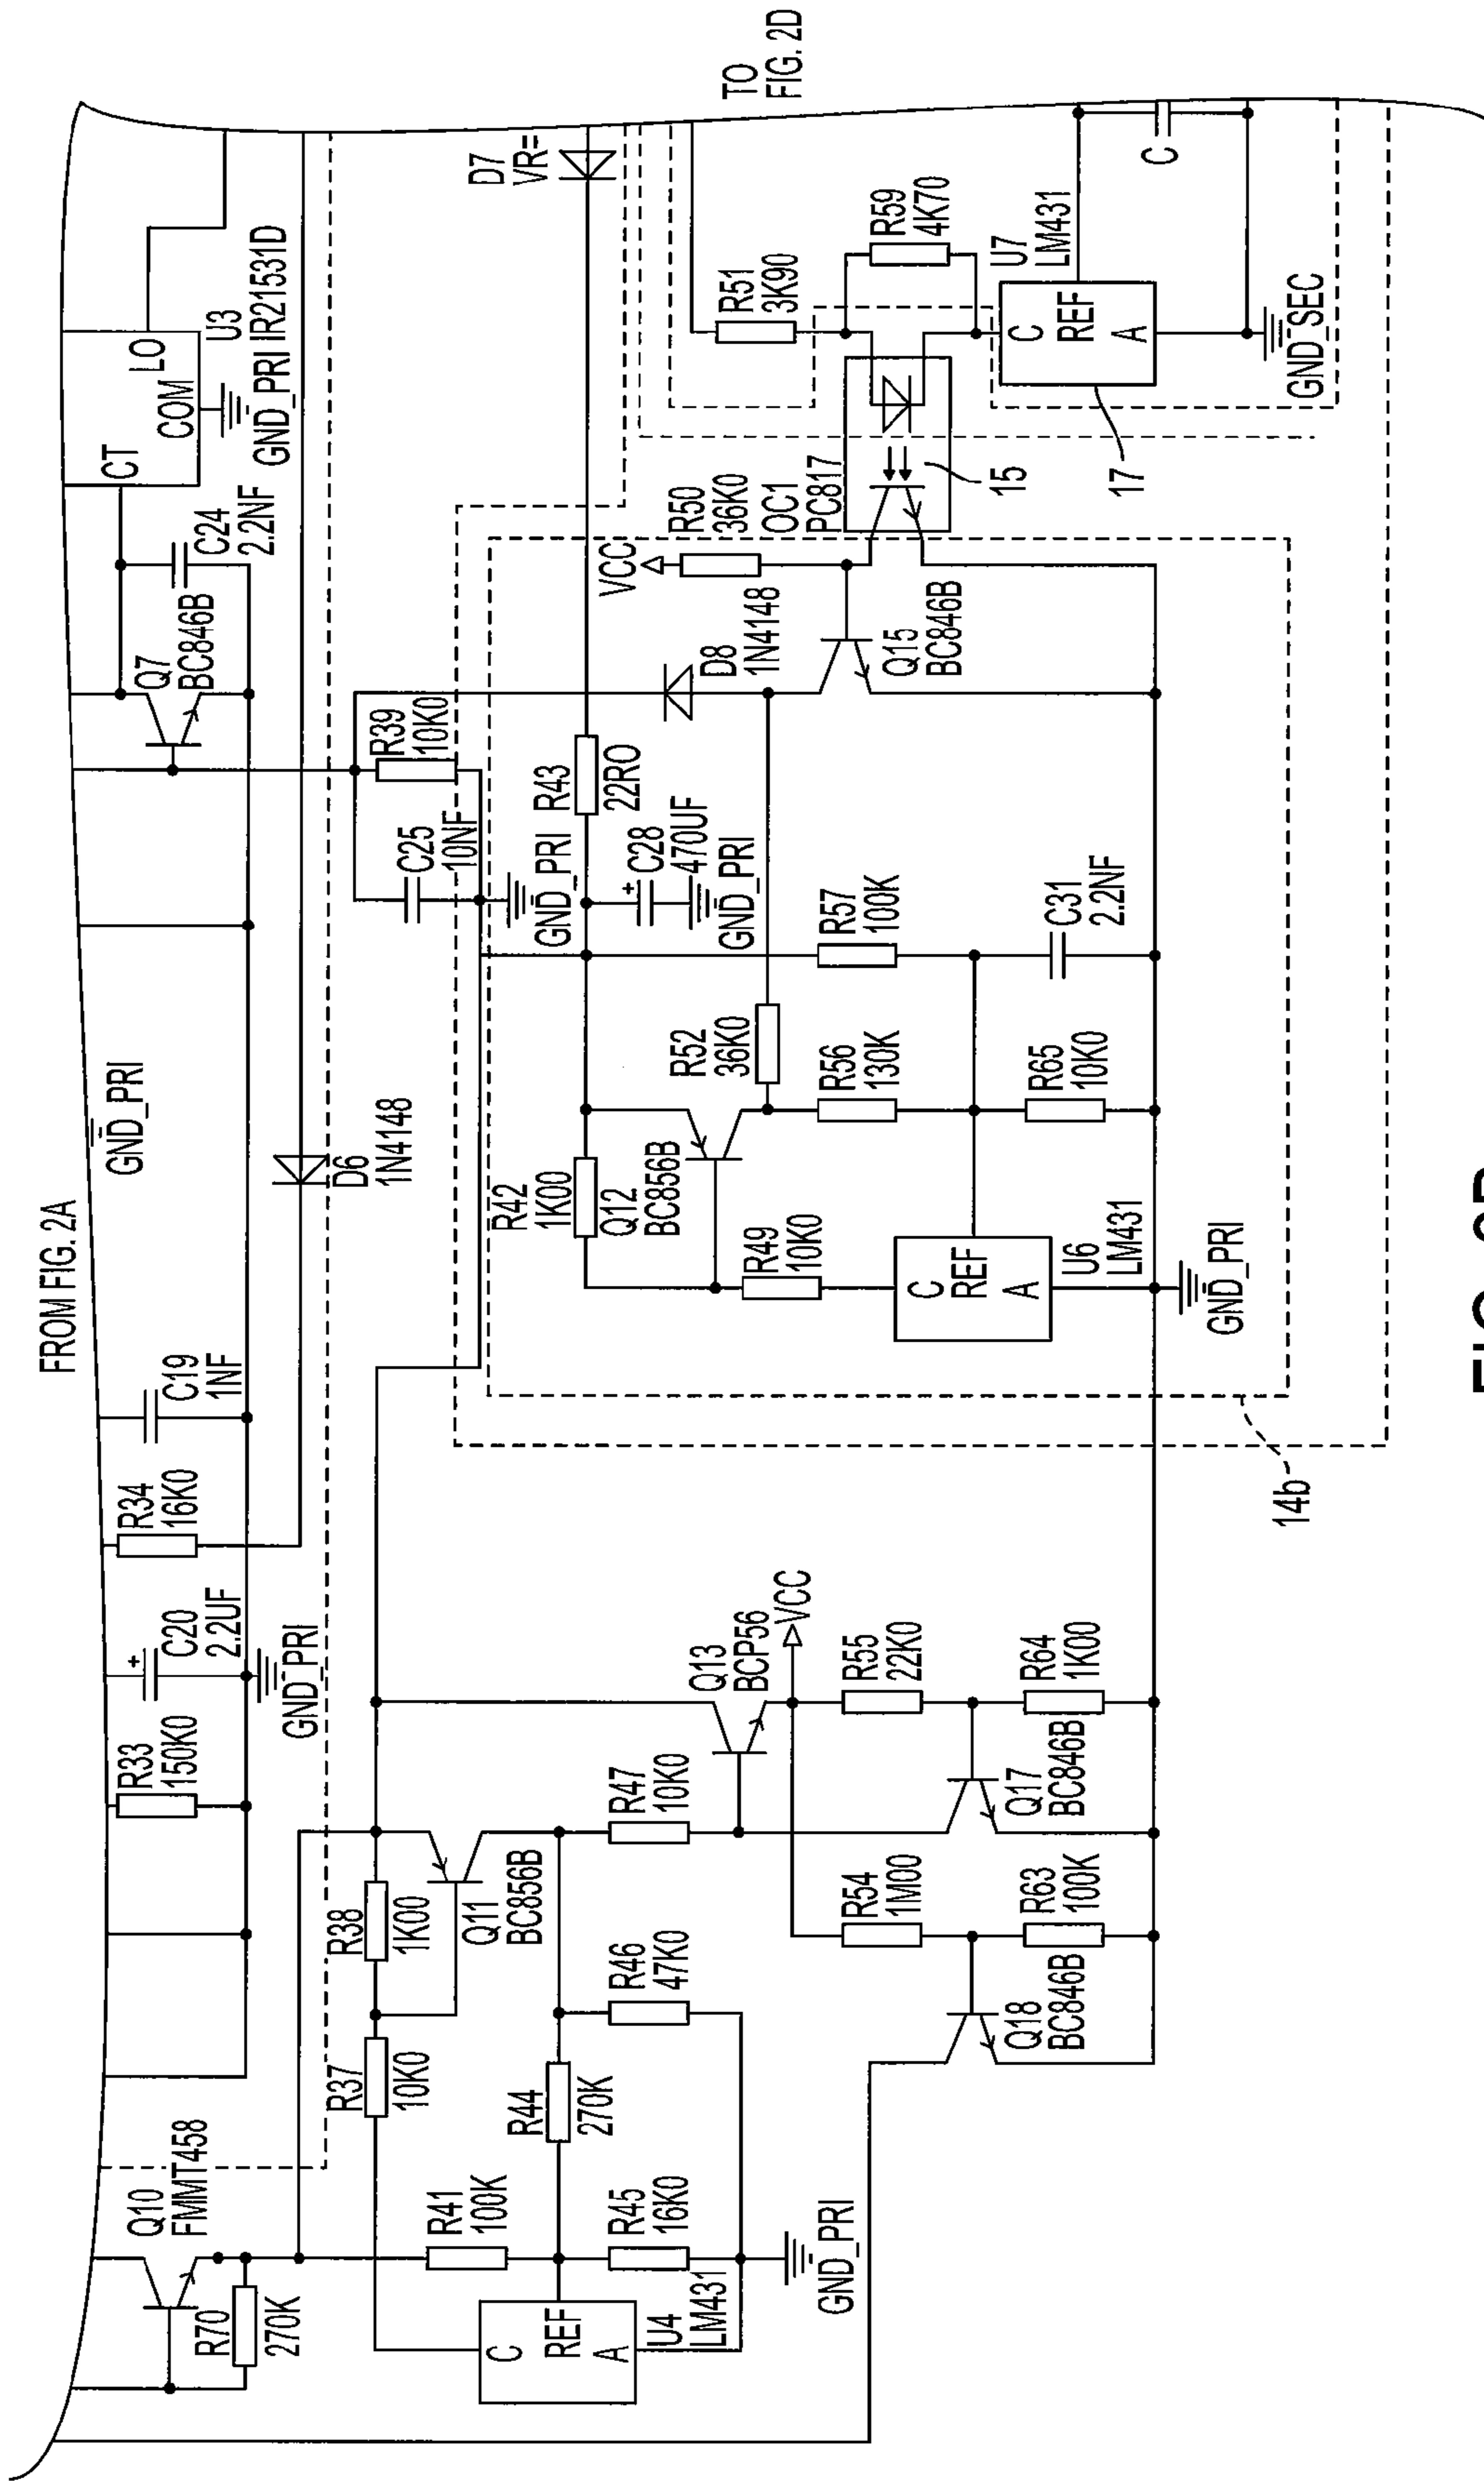 FROM FIG. 2A
TO
FIG. 2D
Q10
FMMT458
R70
270K
R33
150K0
C20
2.2UF
+
GND_PRI
R34
16K0
C19
1NF
GND_PRI
D6
1N4148
Q7
BC846B
C24
2.2NF
CT
LO
COM
U3
GND_PRI
IR21531D
R37
10K0
R38
1K00
Q11
BC856B
R41
100K
R44
270K
R46
47K0
R45
16K0
C
REF
A
U4
LM431
GND_PRI
R47
10K0
Q13
BCP56
VCC
R54
1M00
R55
22K0
R63
100K
R64
1K00
Q18
BC846B
Q17
BC846B
C25
10NF
R39
10K0
GND_PRI
R42
1K00
Q12
BC856B
R49
10K0
C
REF
A
U6
LM431
GND_PRI
R43
22R0
C28
470UF
+
GND_PRI
R52
36K0
R56
130K
R57
100K
R65
10K0
C31
2.2NF
D8
1N4148
VCC
R50
36K0
OC1
PC817
Q15
BC846B
15
D7
VR=
R51
3K90
R59
4K70
U7
LM431
C
REF
A
17
C
GND_SEC
14b